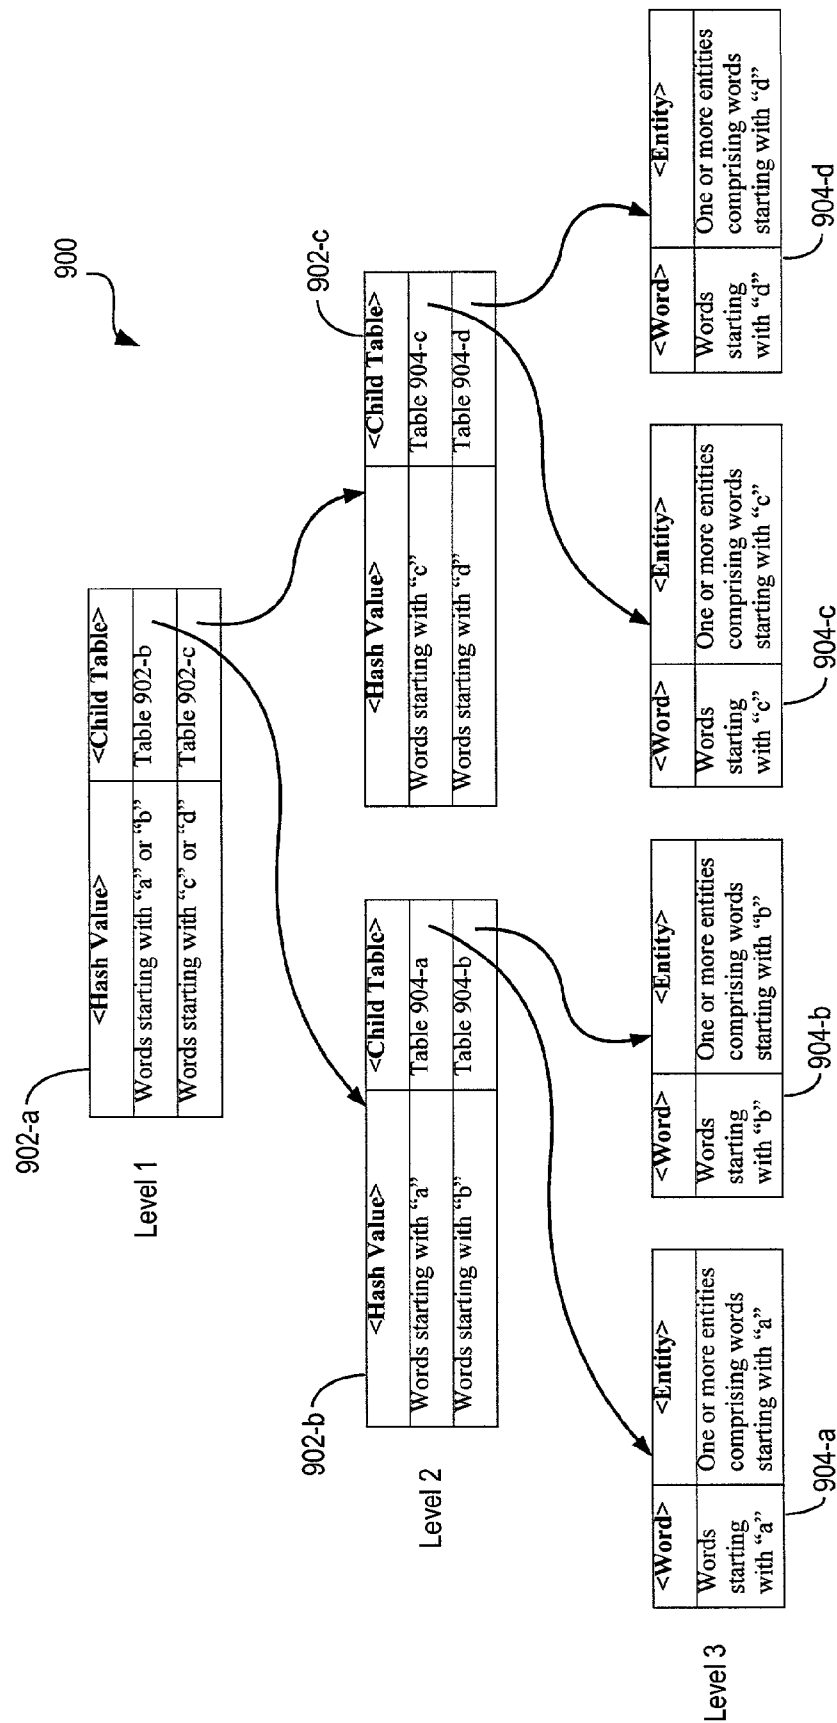 900
902-a
Level 1
<Hash Value> <Child Table>
Words starting with “a” or “b” Table 902-b
Words starting with “c” or “d” Table 902-c
902-b
Level 2
<Hash Value> <Child Table>
Words starting with “a” Table 904-a
Words starting with “b” Table 904-b
902-c
<Hash Value> <Child Table>
Words starting with “c” Table 904-c
Words starting with “d” Table 904-d
Level 3
<Word> <Entity>
Words One or more entities
starting comprising words
with “a” starting with “a”
904-a
<Word> <Entity>
Words One or more entities
starting comprising words
with “b” starting with “b”
904-b
<Word> <Entity>
Words One or more entities
starting comprising words
with “c” starting with “c”
904-c
<Word> <Entity>
Words One or more entities
starting comprising words
with “d” starting with “d”
904-d